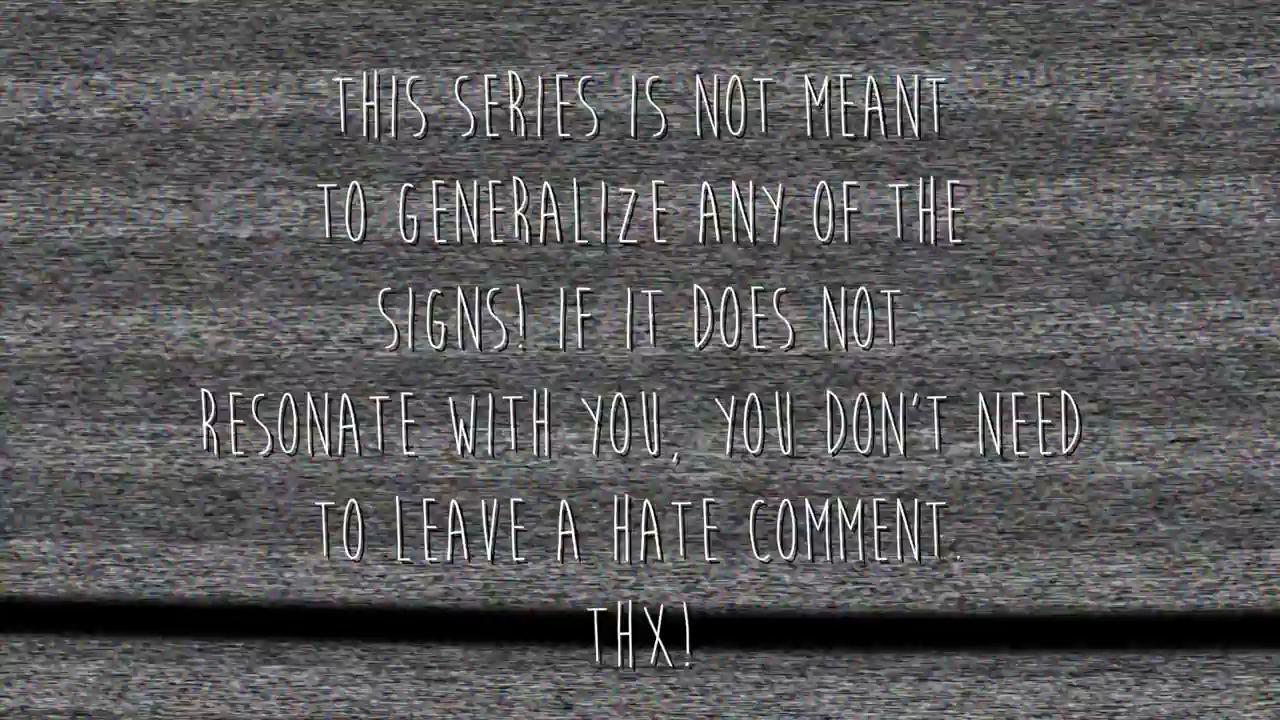 THIS SERIES IS NOT MEANT
TO GENERALIZE ANY OF THE
SIGNS! IF IT DOES NOT
RESONATE WITH YOU, YOU DON'T NEED
TO LEAVE A HATE COMMENT.
THX!